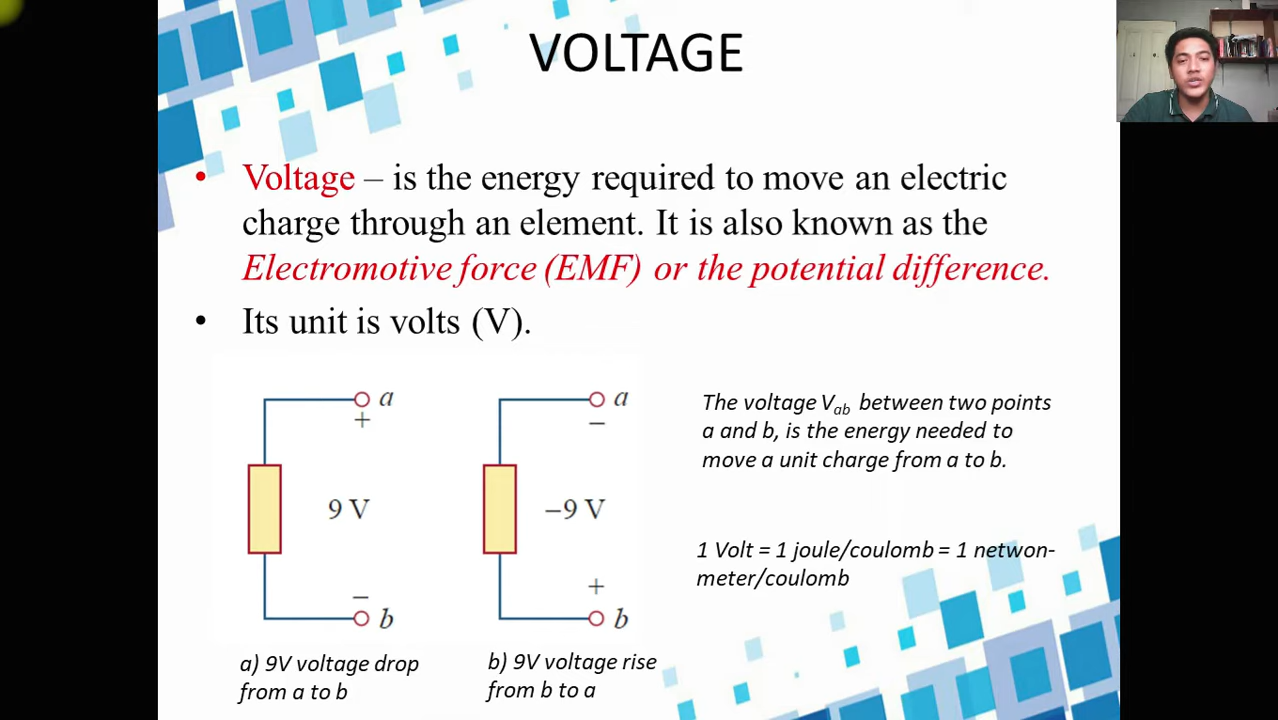 VOLTAGE
• Voltage – is the energy required to move an electric
charge through an element. It is also known as the
Electromotive force (EMF) or the potential difference.
• Its unit is volts (V).
a
+
9 V
−
b
a) 9V voltage drop
from a to b
a
−
−9 V
+
b
b) 9V voltage rise
from b to a
The voltage Vab between two points
a and b, is the energy needed to
move a unit charge from a to b.
1 Volt = 1 joule/coulomb = 1 netwon-
meter/coulomb